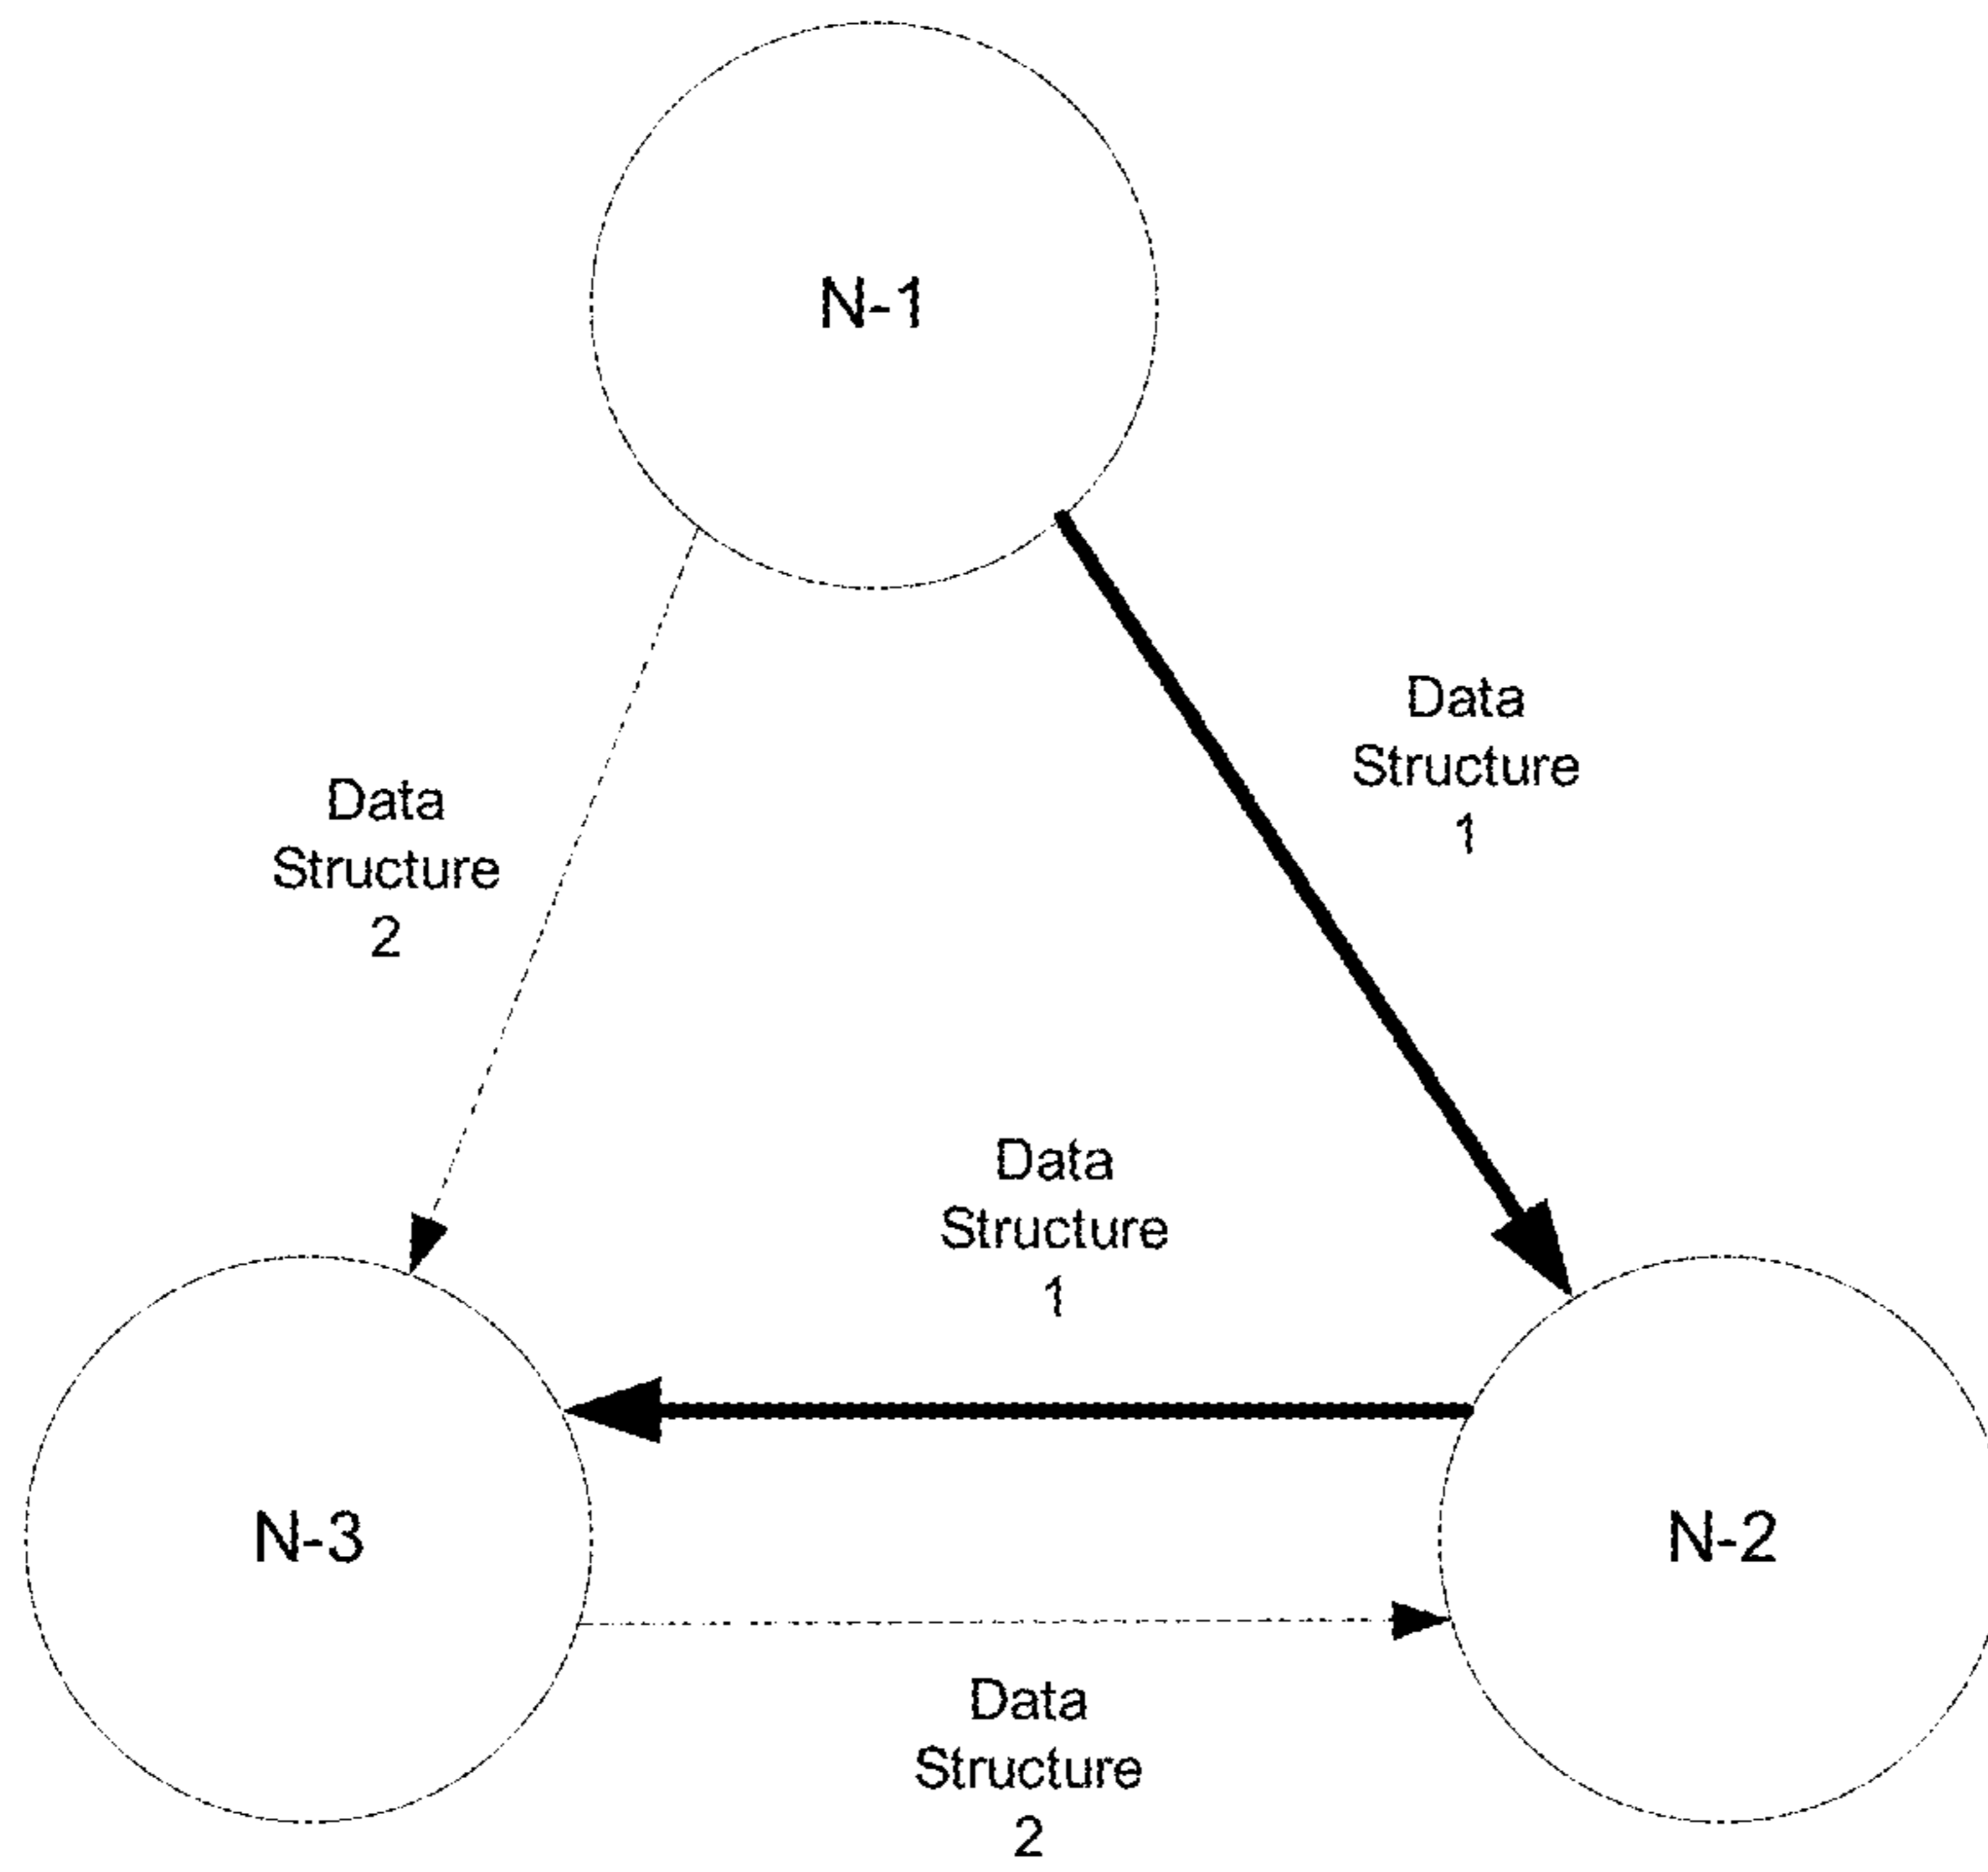 N-1
Data
Structure
1
Data
Structure
2
Data
Structure
1
N-3
N-2
Data
Structure
2